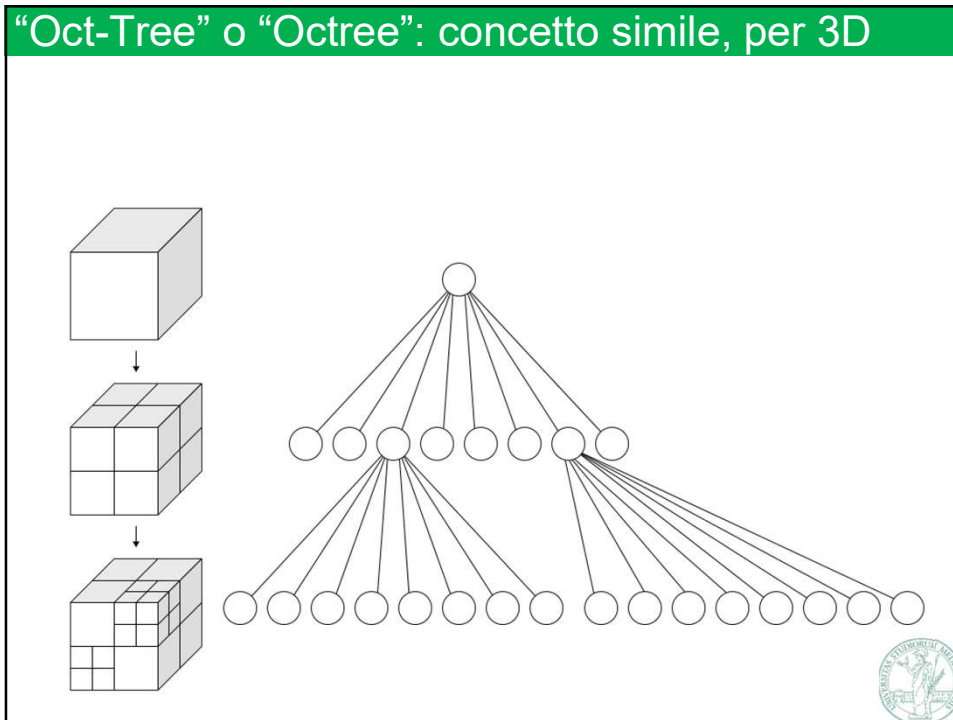 “Oct-Tree” o “Octree”: concetto simile, per 3D